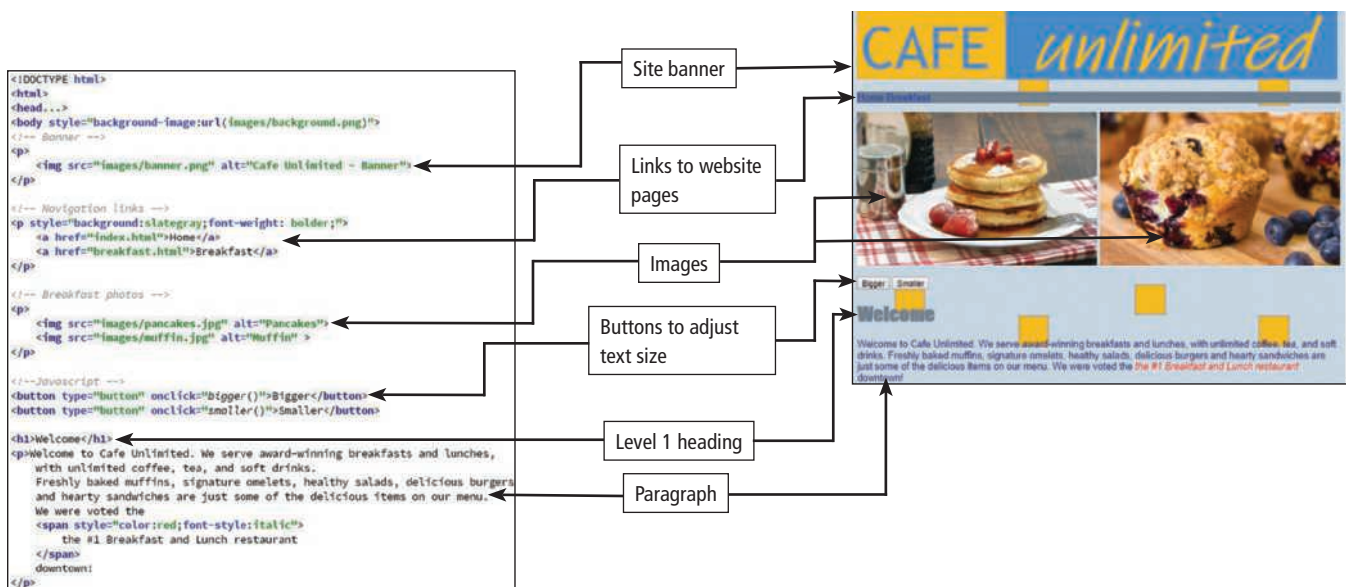 <!DOCTYPE html>
<html>
<head...>
<body style="background-image:url(images/background.png)">
<!-- Banner -->
<p>
<img src="images/banner.png" alt="Cafe Unlimited - Banner">
</p>
<!-- Navigation links -->
<p style="background:slategray;font-weight: bolder;">
<a href="index.html">Home</a>
<a href="breakfast.html">Breakfast</a>
</p>
<!-- Breakfast photos -->
<p>
<img src="images/pancakes.jpg" alt="Pancakes">
<img src="images/muffin.jpg" alt="Muffin" >
</p>
<!--Javascript -->
<button type="button" onclick="bigger()">Bigger</button>
<button type="button" onclick="smaller()">Smaller</button>
<h1>Welcome</h1>
<p>Welcome to Cafe Unlimited. We serve award-winning breakfasts and lunches,
with unlimited coffee, tea, and soft drinks.
Freshly baked muffins, signature omelets, healthy salads, delicious burgers
and hearty sandwiches are just some of the delicious items on our menu.
We were voted the
<span style="color:red;font-style:italic">
the #1 Breakfast and Lunch restaurant
</span>
downtown!
</p>
Site banner
Links to website
pages
Images
Buttons to adjust
text size
Level 1 heading
Paragraph
CAFE unlimited
Home Breakfast
Bigger Smaller
Welcome
Welcome to Cafe Unlimited. We serve award-winning breakfasts and lunches, with unlimited coffee, tea, and soft
drinks. Freshly baked muffins, signature omelets, healthy salads, delicious burgers and hearty sandwiches are
just some of the delicious items on our menu. We were voted the the #1 Breakfast and Lunch restaurant
downtown!